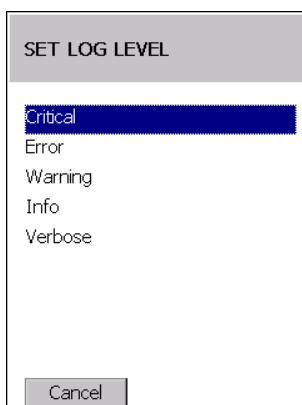 SET LOG LEVEL
Critical
Error
Warning
Info
Verbose
Cancel